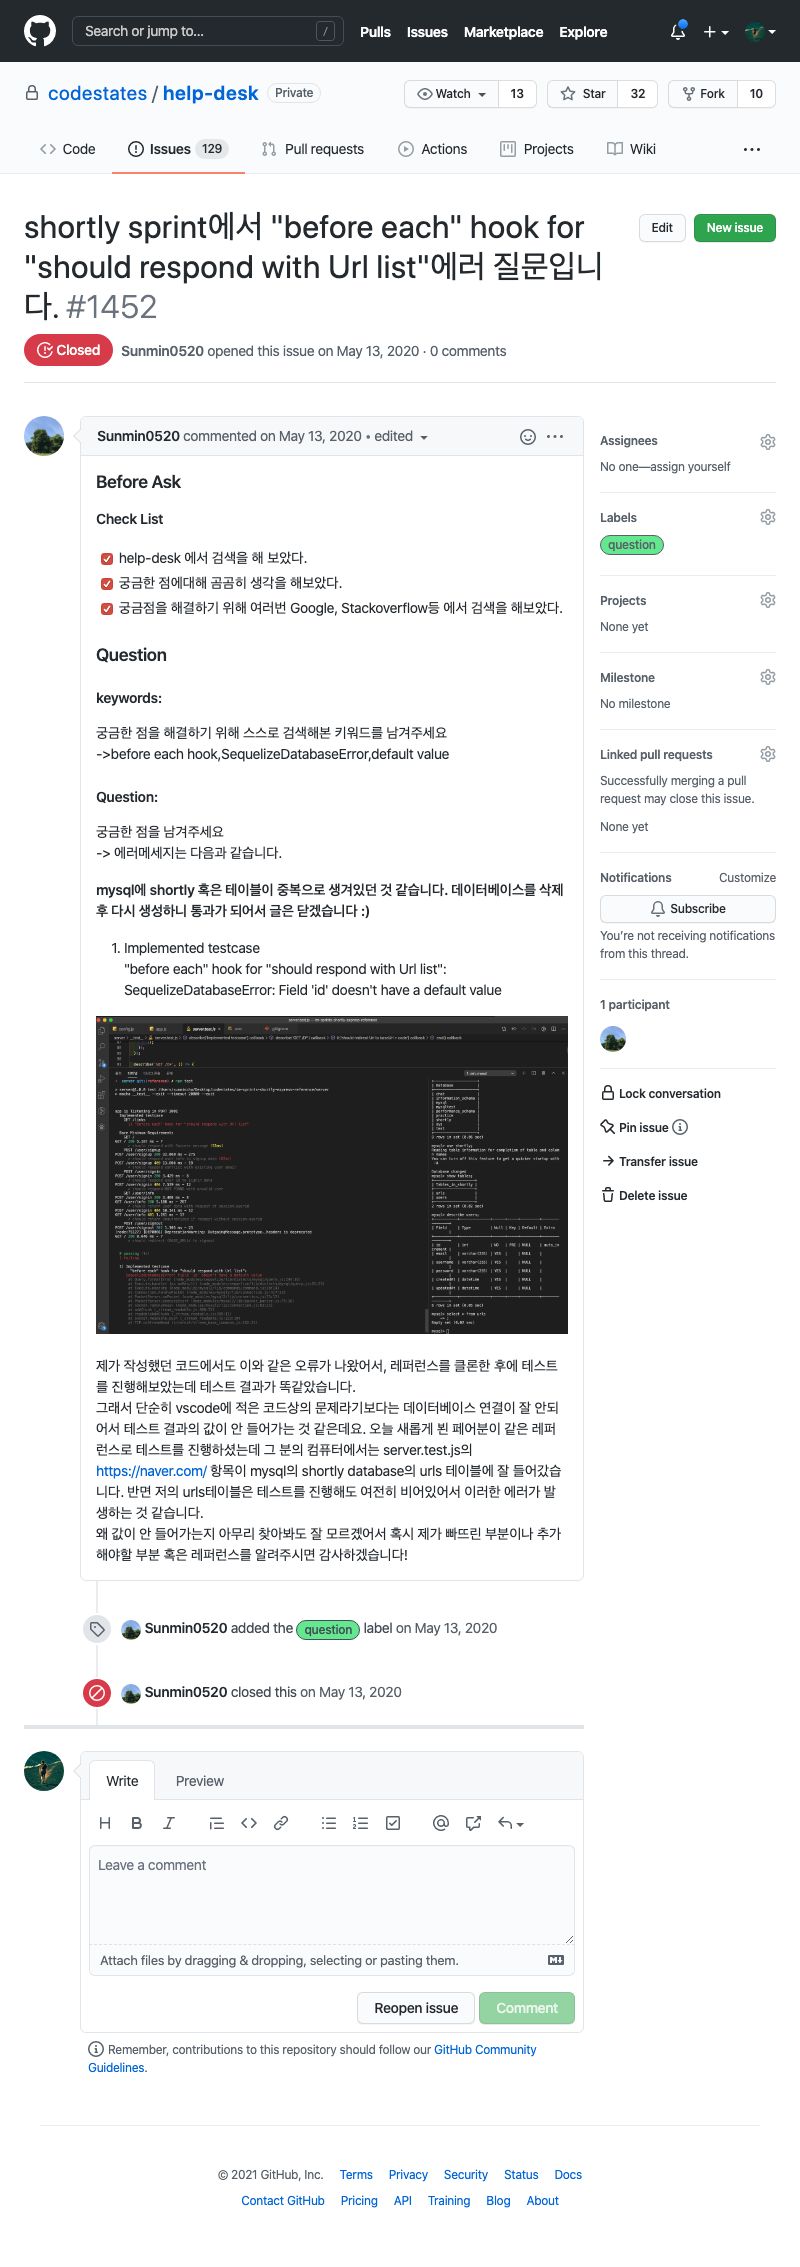 Search or jump to...
/
Pulls
Issues
Marketplace
Explore
codestates / help-desk
Private
Watch
13
Star
32
Fork
10
Code
Issues
129
Pull requests
Actions
Projects
Wiki
shortly sprint에서 "before each" hook for
"should respond with Url list"에러 질문입니
다. #1452
Edit
New issue
Closed
Sunmin0520 opened this issue on May 13, 2020 · 0 comments
Sunmin0520 commented on May 13, 2020 • edited
Before Ask
Check List
help-desk 에서 검색을 해 보았다.
궁금한 점에대해 곰곰히 생각을 해보았다.
궁금점을 해결하기 위해 여러번 Google, Stackoverflow등 에서 검색을 해보았다.
Question
keywords:
궁금한 점을 해결하기 위해 스스로 검색해본 키워드를 남겨주세요
->before each hook,SequelizeDatabaseError,default value
Question:
궁금한 점을 남겨주세요
-> 에러메세지는 다음과 같습니다.
mysql에 shortly 혹은 테이블이 중복으로 생겨있던 것 같습니다. 데이터베이스를 삭제
후 다시 생성하니 통과가 되어서 글은 닫겠습니다 :)
1. Implemented testcase
"before each" hook for "should respond with Url list":
SequelizeDatabaseError: Field 'id' doesn't have a default value
제가 작성했던 코드에서도 이와 같은 오류가 나왔어서, 레퍼런스를 클론한 후에 테스트
를 진행해보았는데 테스트 결과가 똑같았습니다.
그래서 단순히 vscode에 적은 코드상의 문제라기보다는 데이터베이스 연결이 잘 안되
어서 테스트 결과의 값이 안 들어가는 것 같은데요. 오늘 새롭게 뵌 페어분이 같은 레퍼
런스로 테스트를 진행하셨는데 그 분의 컴퓨터에서는 server.test.js의
https://naver.com/ 항목이 mysql의 shortly database의 urls 테이블에 잘 들어갔습
니다. 반면 저의 urls테이블은 테스트를 진행해도 여전히 비어있어서 이러한 에러가 발
생하는 것 같습니다.
왜 값이 안 들어가는지 아무리 찾아봐도 잘 모르겠어서 혹시 제가 빠뜨린 부분이나 추가
해야할 부분 혹은 레퍼런스를 알려주시면 감사하겠습니다!
Assignees
No one—assign yourself
Labels
question
Projects
None yet
Milestone
No milestone
Linked pull requests
Successfully merging a pull
request may close this issue.
None yet
Notifications
Customize
Subscribe
You're not receiving notifications
from this thread.
1 participant
Lock conversation
Pin issue
Transfer issue
Delete issue
Sunmin0520 added the question label on May 13, 2020
Sunmin0520 closed this on May 13, 2020
Write
Preview
Leave a comment
Attach files by dragging & dropping, selecting or pasting them.
Reopen issue
Comment
Remember, contributions to this repository should follow our GitHub Community
Guidelines.
© 2021 GitHub, Inc.
Terms
Privacy
Security
Status
Docs
Contact GitHub
Pricing
API
Training
Blog
About